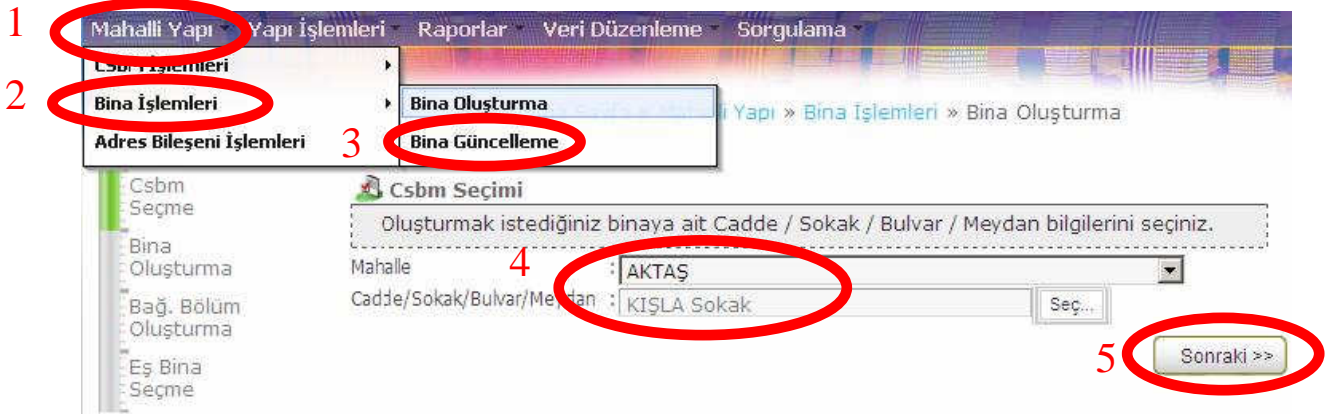 1
Mahalli Yapı Yapı İşlemleri Raporlar Veri Düzenleme Sorgulama
Csbm İşlemleri
2
Bina İşlemleri
Bina Oluşturma
Yapı » Bina İşlemleri » Bina Oluşturma
Adres Bileşeni İşlemleri
3
Bina Güncelleme
Csbm
Seçme
Bina
Oluşturma
Bağ. Bölüm
Oluşturma
Eş Bina
Seçme
Csbm Seçimi
Oluşturmak istediğiniz binaya ait Cadde / Sokak / Bulvar / Meydan bilgilerini seçiniz.
4
Mahalle : AKTAŞ
Cadde/Sokak/Bulvar/Meydan : KIŞLA Sokak Seç...
5
Sonraki >>